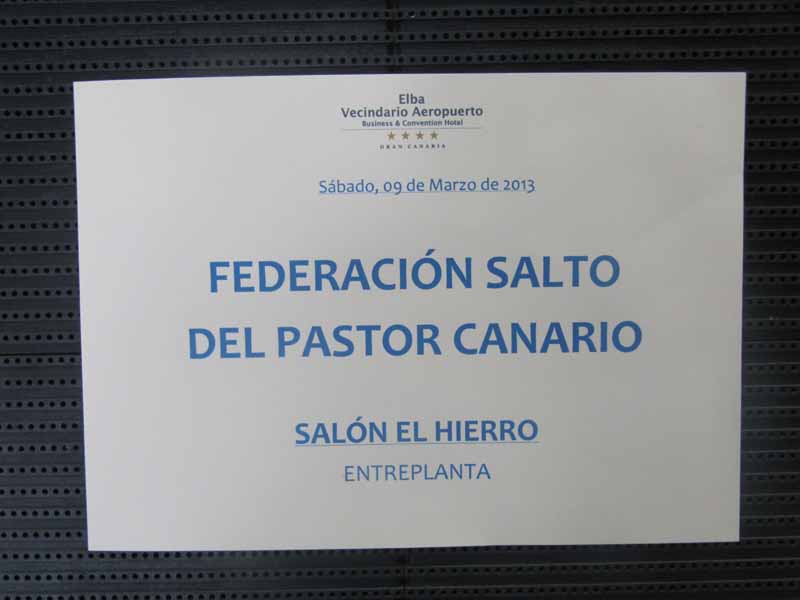 Elba
Vecindario Aeropuerto
Business & Convention Hotel
★★★★
GRAN CANARIA
Sábado, 09 de Marzo de 2013
FEDERACIÓN SALTO
DEL PASTOR CANARIO
SALÓN EL HIERRO
ENTREPLANTA